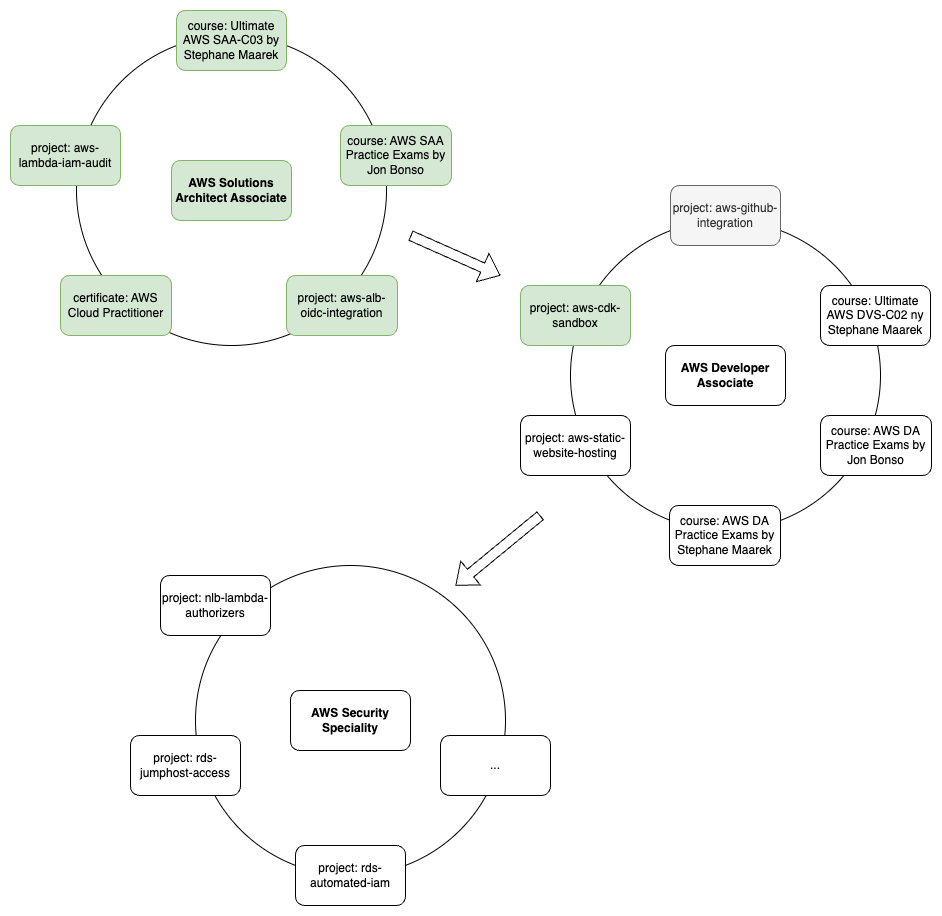 course: Ultimate
AWS SAA-C03 by
Stephane Maarek
project: aws-
lambda-iam-audit
course: AWS SAA
Practice Exams by
Jon Bonso
AWS Solutions
Architect Associate
certificate: AWS
Cloud Practitioner
project: aws-alb-
oidc-integration
project: aws-github-
integration
project: aws-cdk-
sandbox
course: Ultimate
AWS DVS-C02 ny
Stephane Maarek
AWS Developer
Associate
project: aws-static-
website-hosting
course: AWS DA
Practice Exams by
Jon Bonso
course: AWS DA
Practice Exams by
Stephane Maarek
project: nlb-lambda-
authorizers
AWS Security
Speciality
project: rds-
jumphost-access
...
project: rds-
automated-iam